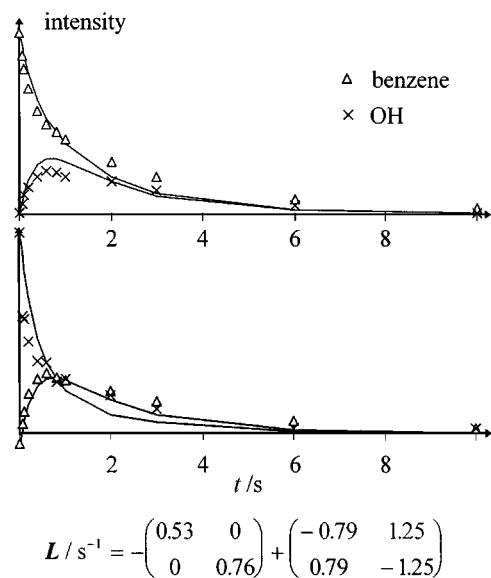 intensity
△ benzene
× OH
2 4 6 8
2 4 6 8
t /s
L / s⁻¹ = −(0.53 0) + (−0.79 1.25)
(0 0.76) (0.79 −1.25)